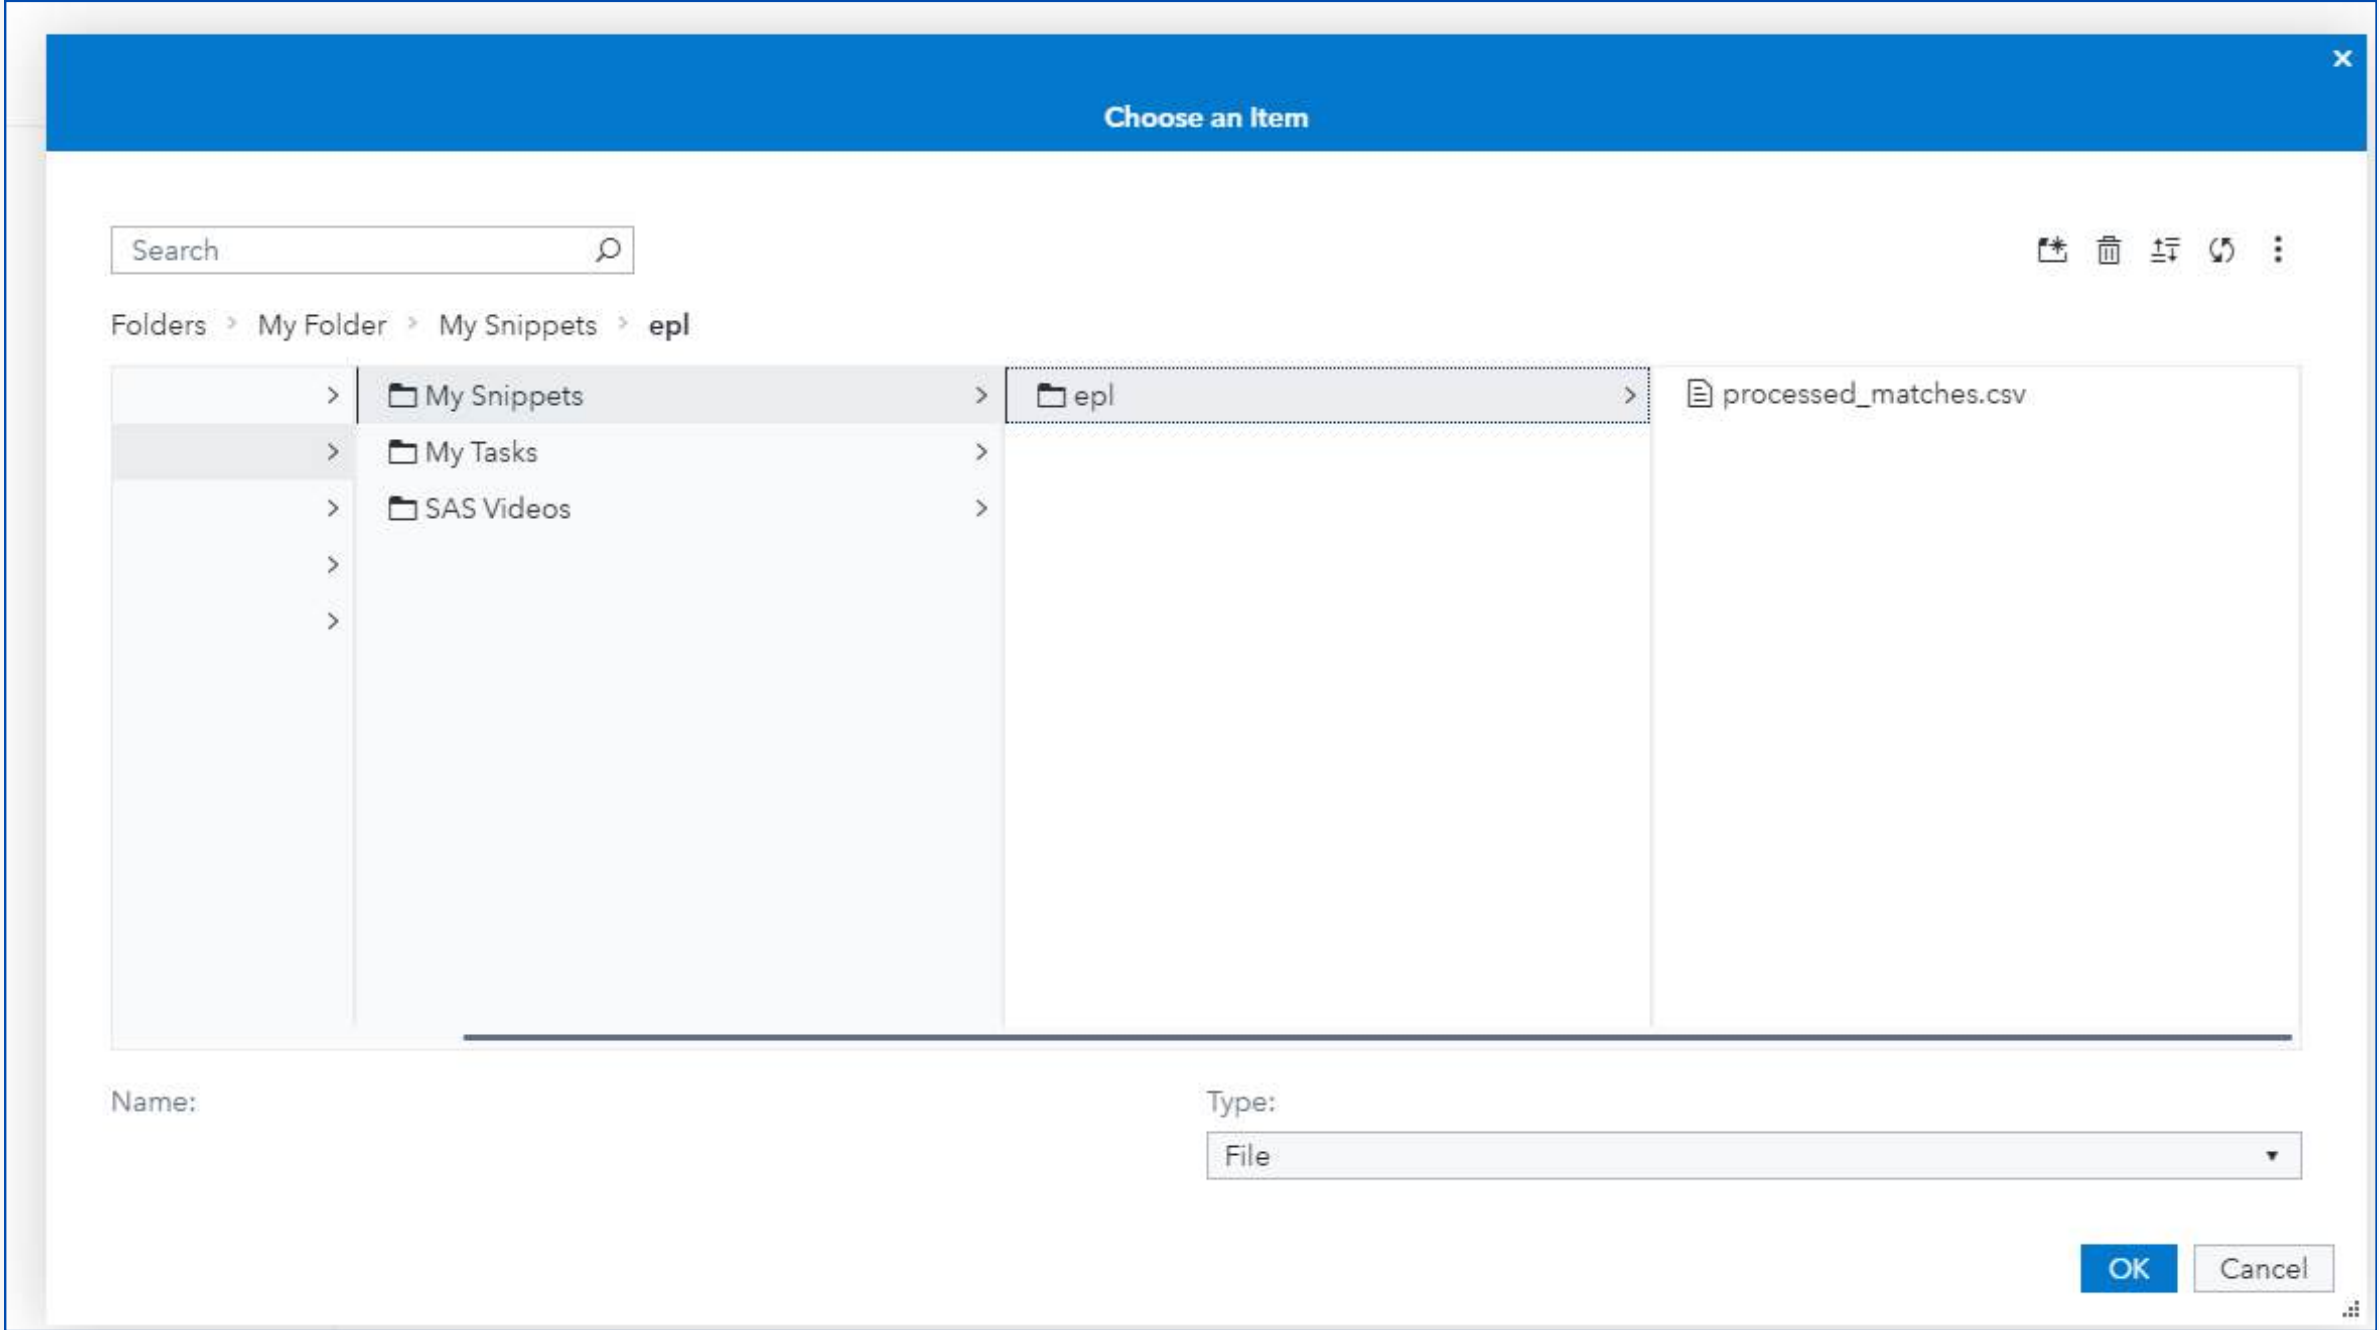 Choose an Item
Search
Folders > My Folder > My Snippets > epl
My Snippets
epl
processed_matches.csv
My Tasks
SAS Videos
Name:
Type:
File
OK
Cancel